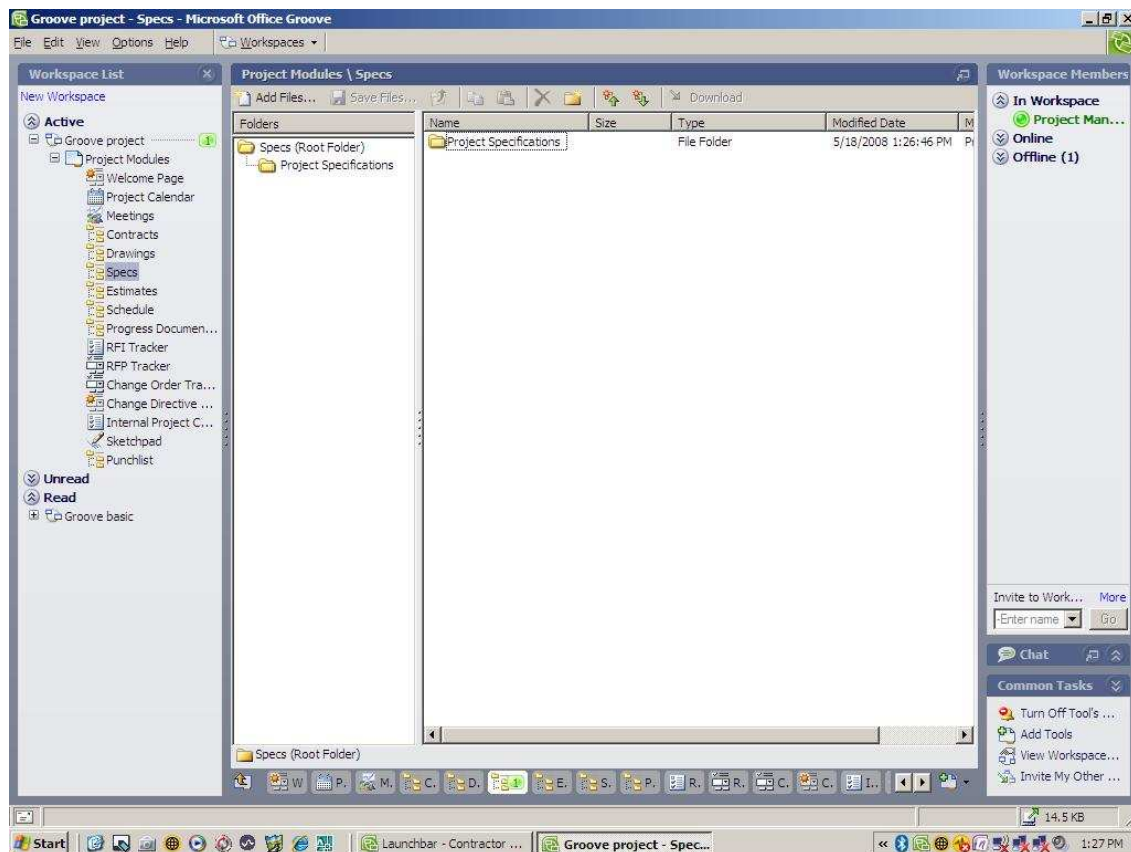 Groove project - Specs - Microsoft Office Groove
File Edit View Options Help Workspaces
Workspace List
New Workspace
Active
Groove project
Project Modules
Welcome Page
Project Calendar
Meetings
Contracts
Drawings
Specs
Estimates
Schedule
Progress Documen...
RFI Tracker
RFP Tracker
Change Order Tra...
Change Directive ...
Internal Project C...
Sketchpad
Punchlist
Unread
Read
Groove basic
Project Modules \ Specs
Add Files... Save Files... Download
Folders
Specs (Root Folder)
Project Specifications
Name Size Type Modified Date M
Project Specifications File Folder 5/18/2008 1:26:46 PM
Specs (Root Folder)
W P. M. C. D. 1 E. S. P. R. R. C. C. I..
Workspace Members
In Workspace
Project Man...
Online
Offline (1)
Invite to Work... More
-Enter name Go
Chat
Common Tasks
Turn Off Tool's ...
Add Tools
View Workspace...
Invite My Other ...
14.5 KB
Start Launchbar - Contractor ... Groove project - Spec... 1:27 PM